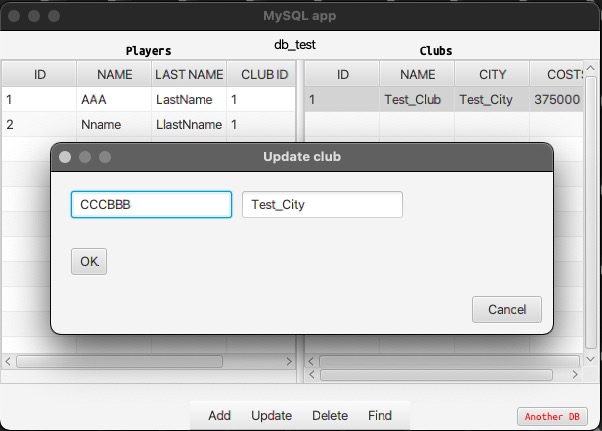 MySQL app
db_test
Players
Clubs
ID NAME LAST NAME CLUB ID
1 AAA LastName 1
2 Nname LlastNname 1
ID NAME CITY COSTS
1 Test_Club Test_City 375000
Update club
CCCBBB Test_City
OK
Cancel
Add Update Delete Find
Another DB